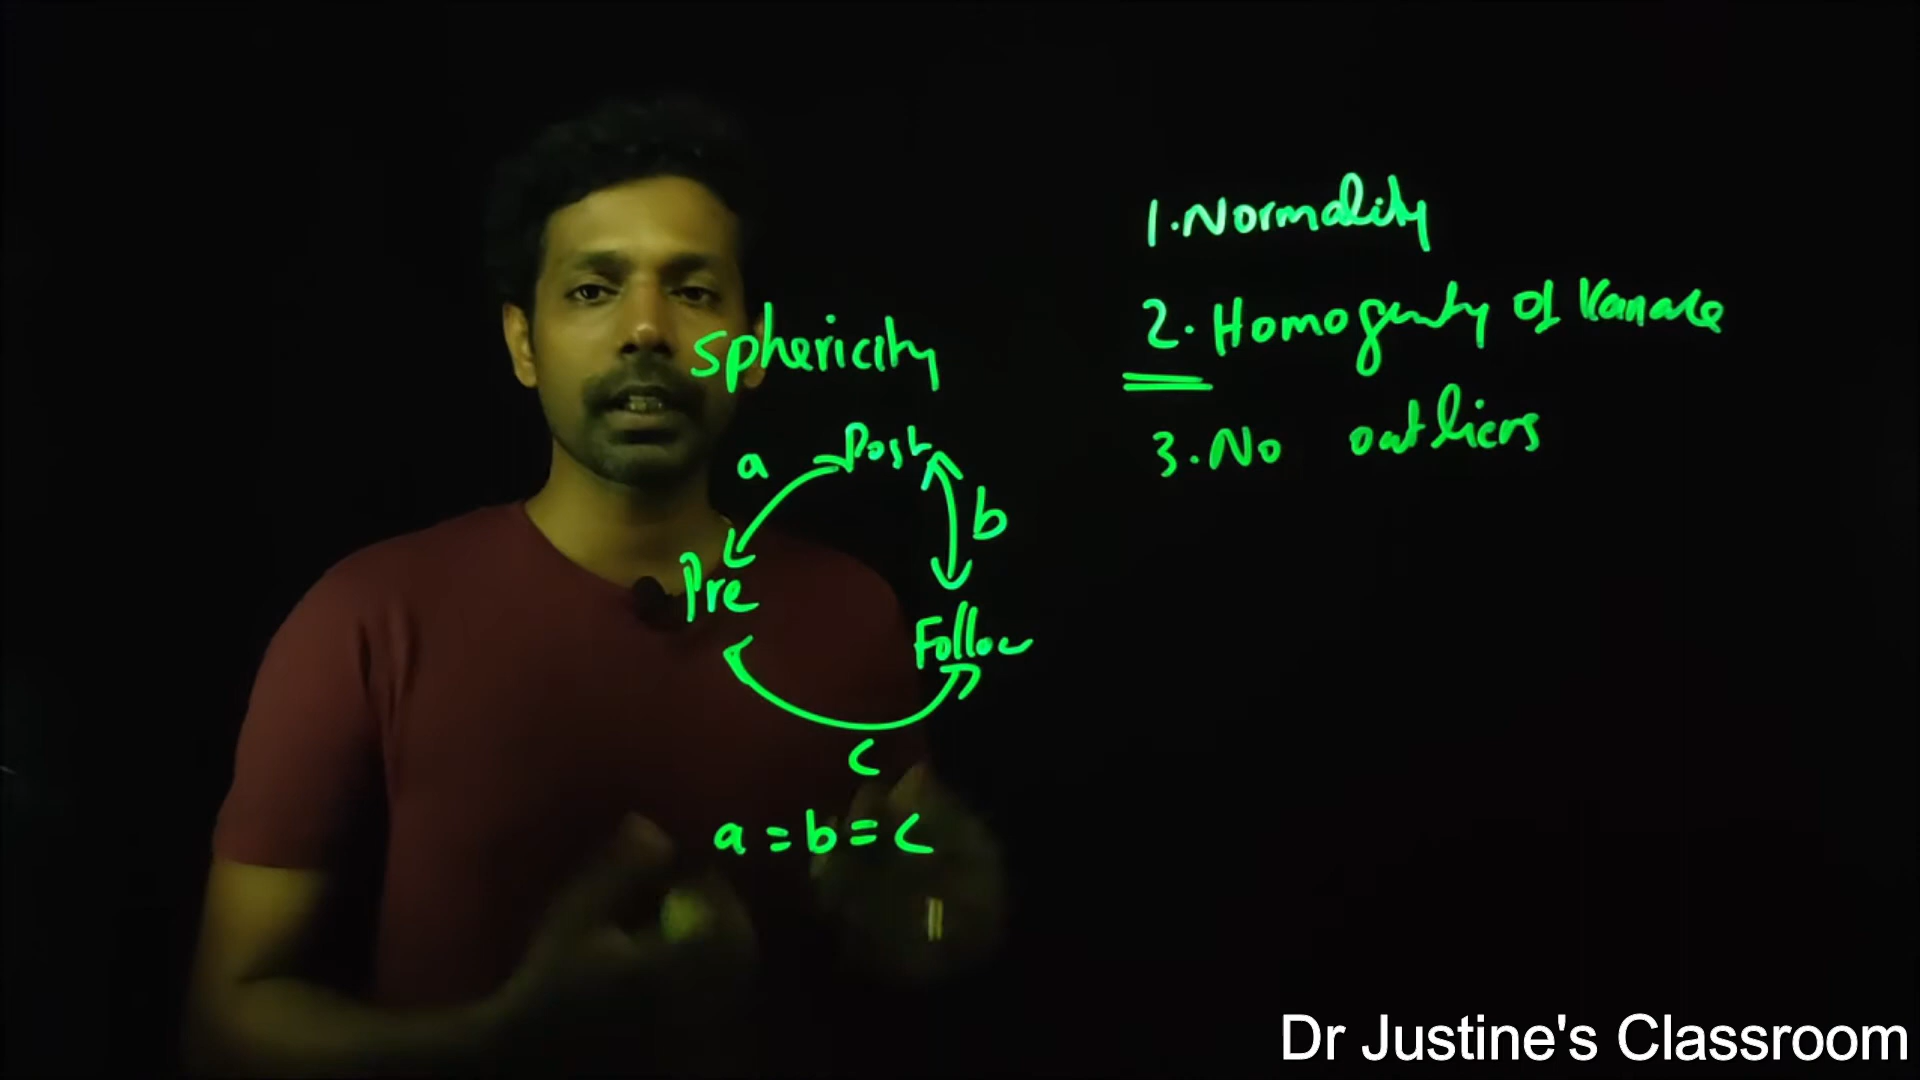 1. Normality
2. Homogenity of Variance
3. No outliers
sphericity
a Post
b
Pre
Follow
c
a = b = c
Dr Justine's Classroom